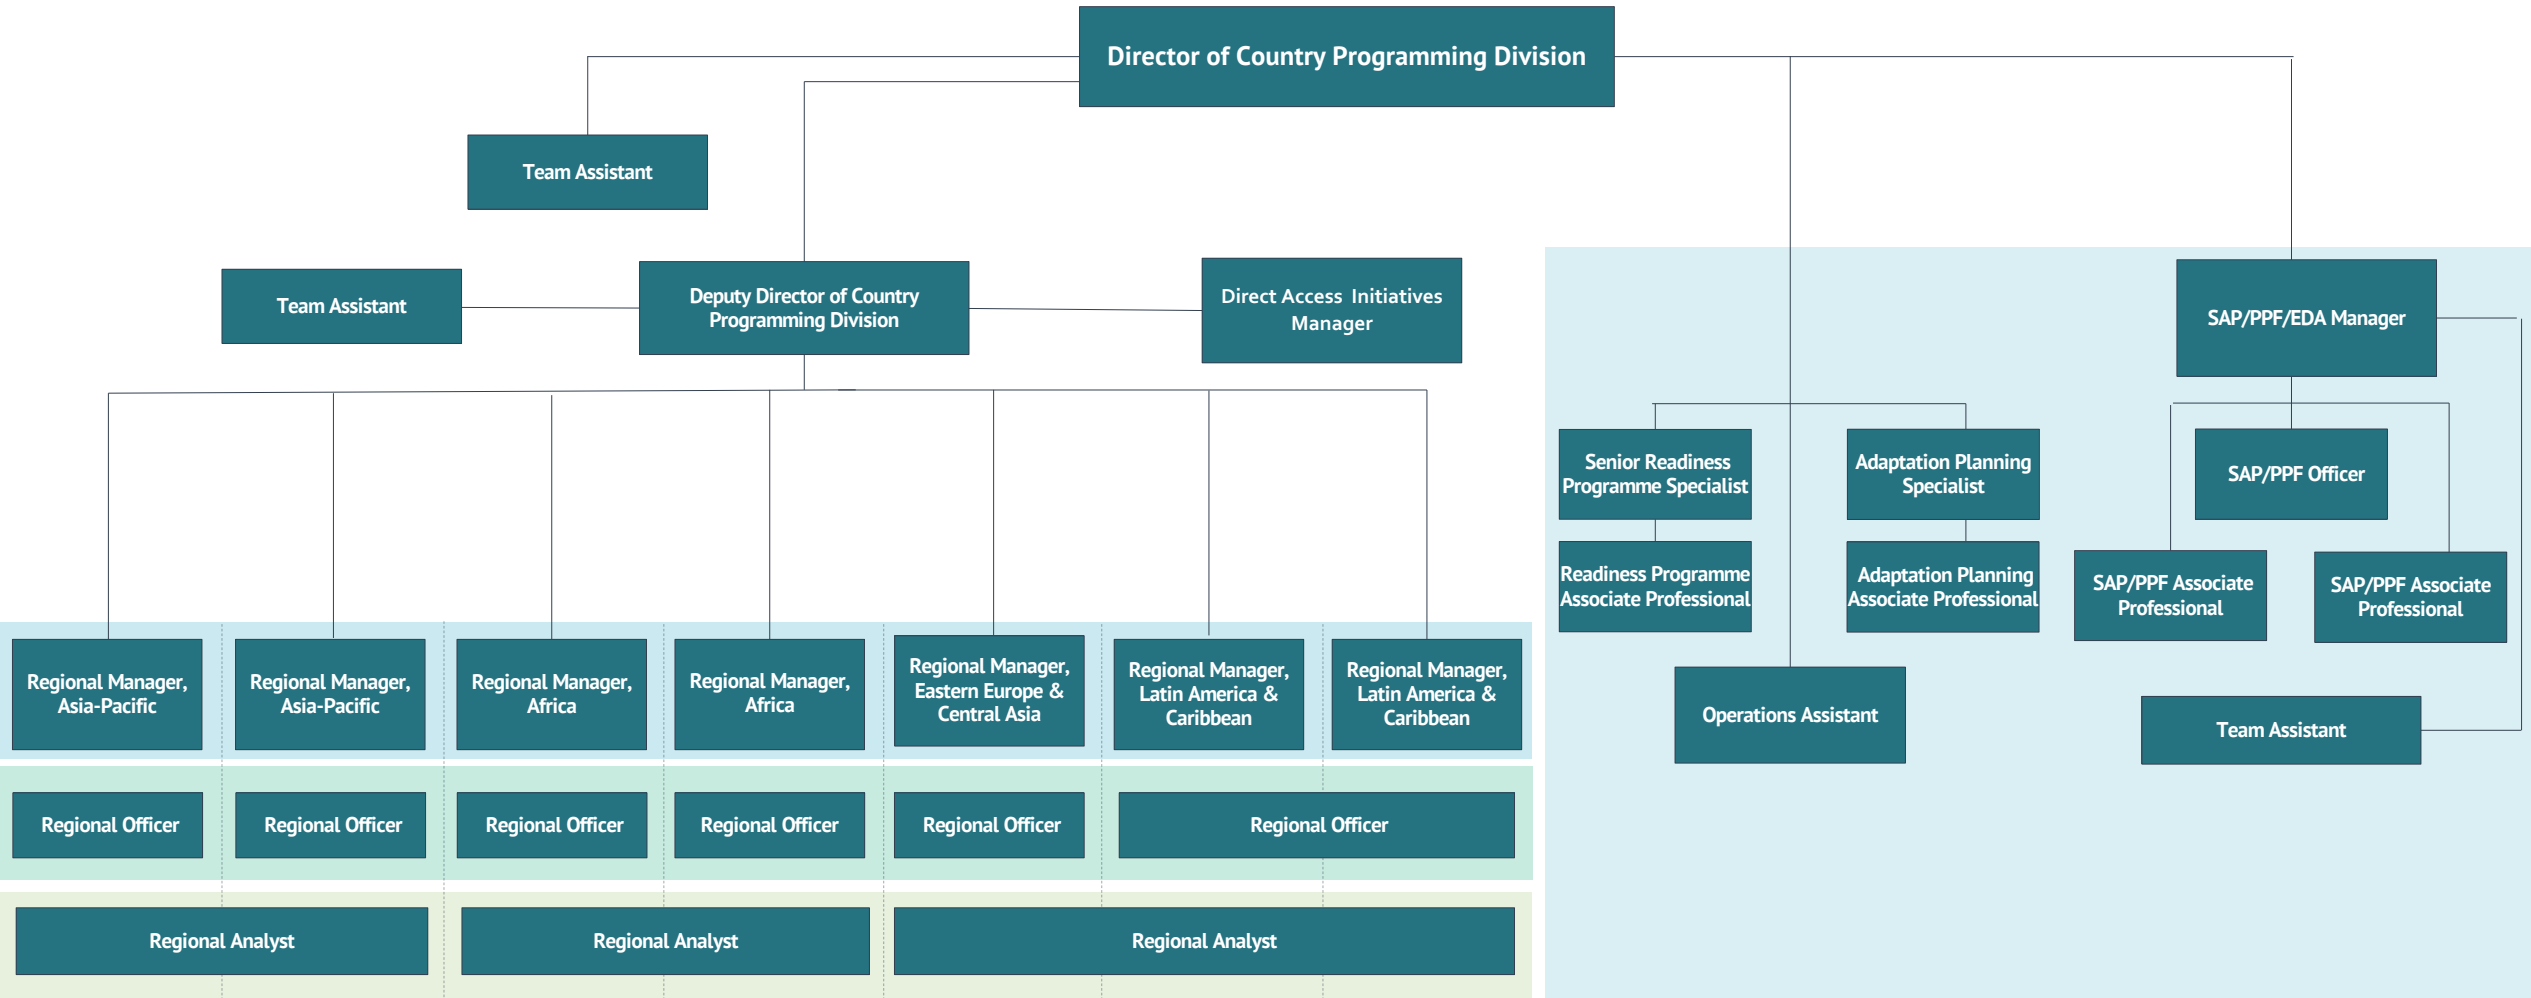 Director of Country Programming Division
Team Assistant
Team Assistant
Deputy Director of Country
Programming Division
Direct Access Initiatives
Manager
SAP/PPF/EDA Manager
Senior Readiness
Programme Specialist
Adaptation Planning
Specialist
SAP/PPF Officer
Readiness Programme
Associate Professional
Adaptation Planning
Associate Professional
SAP/PPF Associate
Professional
SAP/PPF Associate
Professional
Operations Assistant
Team Assistant
Regional Manager,
Asia-Pacific
Regional Manager,
Asia-Pacific
Regional Manager,
Africa
Regional Manager,
Africa
Regional Manager,
Eastern Europe &
Central Asia
Regional Manager,
Latin America &
Caribbean
Regional Manager,
Latin America &
Caribbean
Regional Officer
Regional Officer
Regional Officer
Regional Officer
Regional Officer
Regional Officer
Regional Analyst
Regional Analyst
Regional Analyst